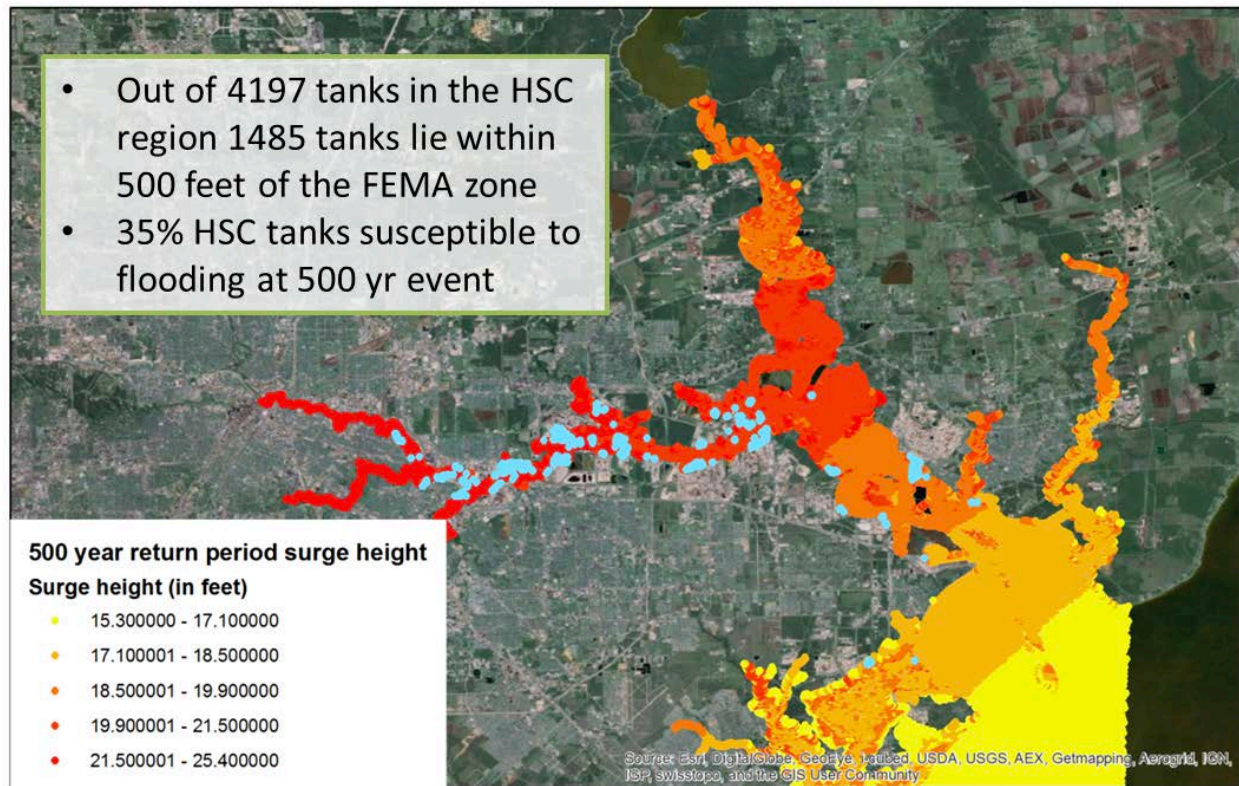 • Out of 4197 tanks in the HSC
region 1485 tanks lie within
500 feet of the FEMA zone
• 35% HSC tanks susceptible to
flooding at 500 yr event
500 year return period surge height
Surge height (in feet)
15.300000 - 17.100000
17.100001 - 18.500000
18.500001 - 19.900000
19.900001 - 21.500000
21.500001 - 25.400000
Source: Esri, DigitalGlobe, GeoEye, i-cubed, USDA, USGS, AEX, Getmapping, Aerogrid, IGN,
IGP, swisstopo, and the GIS User Community